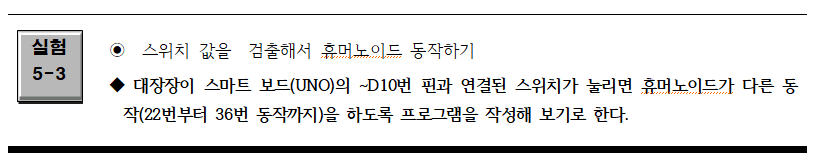 실험
5-3
◉ 스위치 값을 검출해서 휴머노이드 동작하기
◆ 대장장이 스마트 보드(UNO)의 ~D10번 핀과 연결된 스위치가 눌리면 휴머노이드가 다른 동
작(22번부터 36번 동작까지)을 하도록 프로그램을 작성해 보기로 한다.